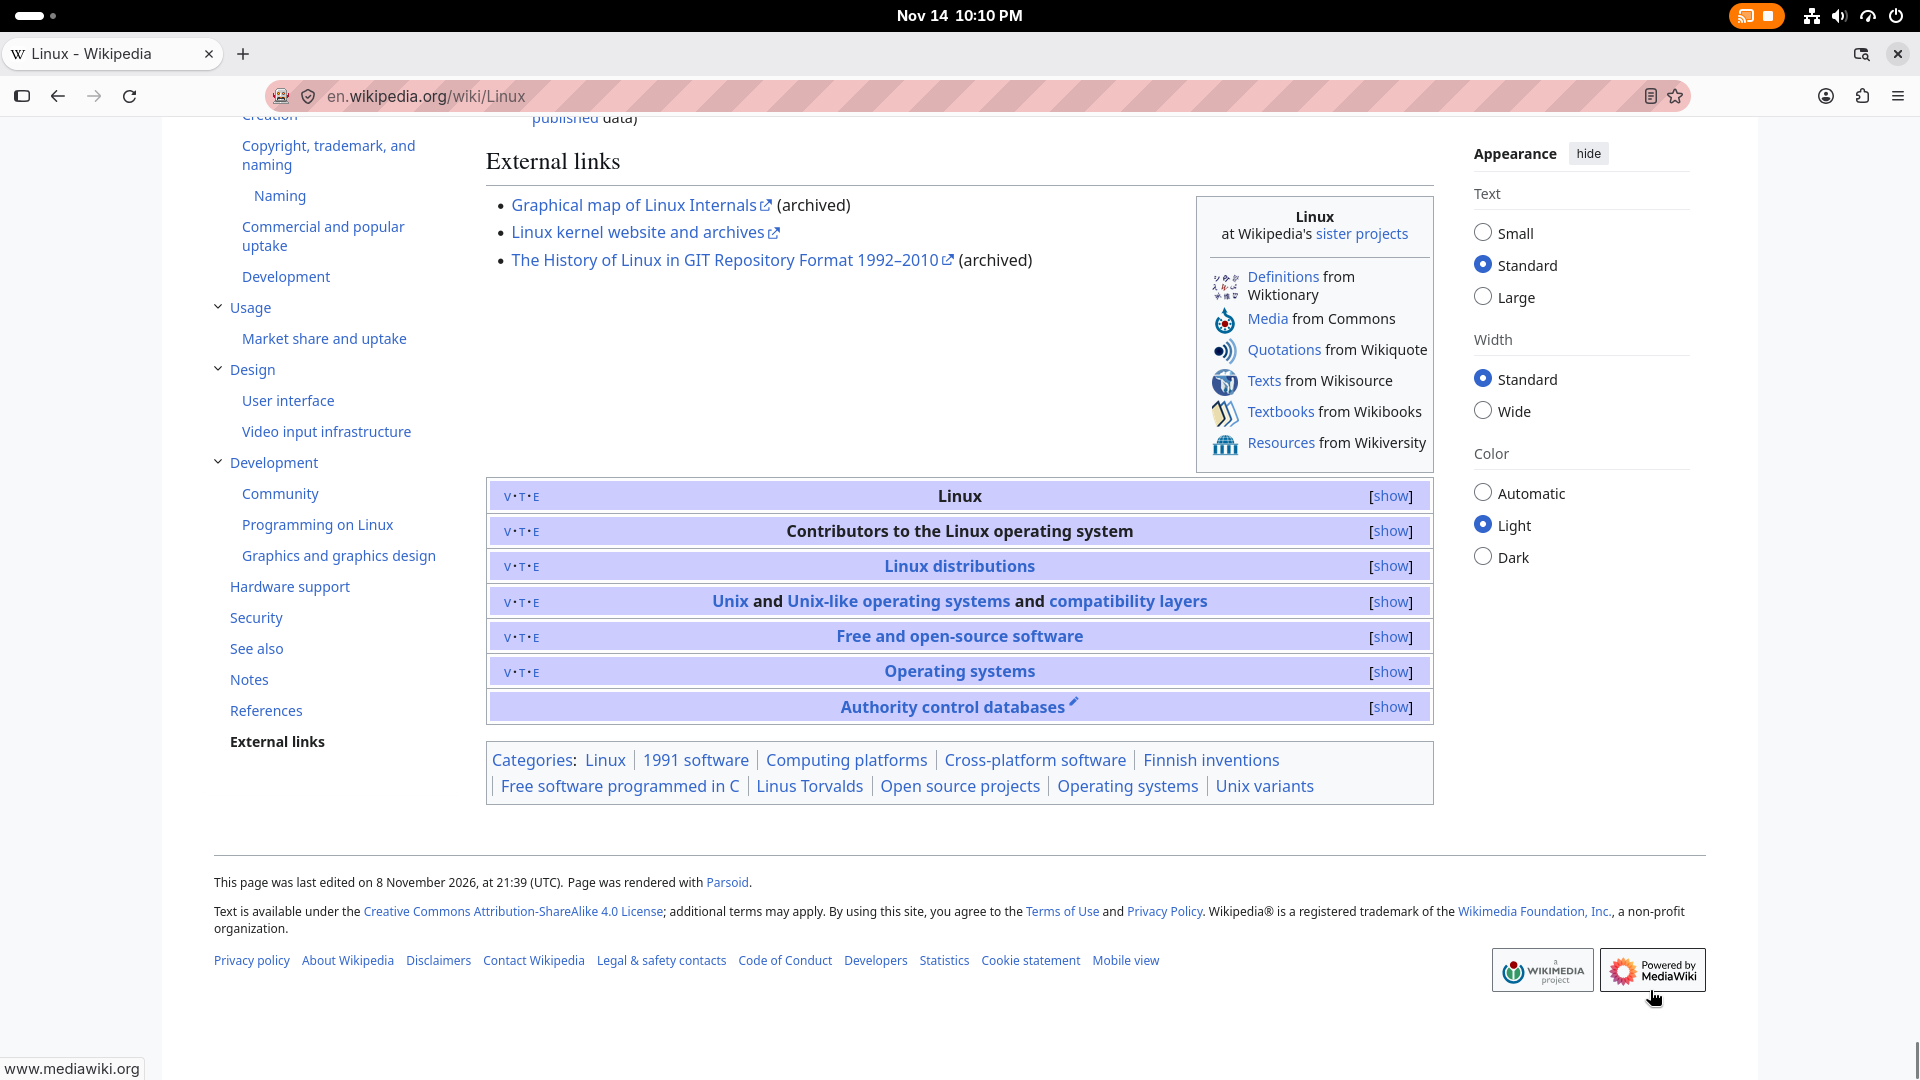 Nov 14 10:10 PM
Linux - Wikipedia
en.wikipedia.org/wiki/Linux
Creation
Copyright, trademark, and
naming
Naming
Commercial and popular
uptake
Development
Usage
Market share and uptake
Design
User interface
Video input infrastructure
Development
Community
Programming on Linux
Graphics and graphics design
Hardware support
Security
See also
Notes
References
External links
published data)
External links
• Graphical map of Linux Internals (archived)
• Linux kernel website and archives
• The History of Linux in GIT Repository Format 1992–2010 (archived)
Linux
at Wikipedia's sister projects
Definitions from
Wiktionary
Media from Commons
Quotations from Wikiquote
Texts from Wikisource
Textbooks from Wikibooks
Resources from Wikiversity
V·T·E Linux [show]
V·T·E Contributors to the Linux operating system [show]
V·T·E Linux distributions [show]
V·T·E Unix and Unix-like operating systems and compatibility layers [show]
V·T·E Free and open-source software [show]
V·T·E Operating systems [show]
Authority control databases [show]
Categories: Linux | 1991 software | Computing platforms | Cross-platform software | Finnish inventions
| Free software programmed in C | Linus Torvalds | Open source projects | Operating systems | Unix variants
Appearance hide
Text
Small
Standard
Large
Width
Standard
Wide
Color
Automatic
Light
Dark
This page was last edited on 8 November 2026, at 21:39 (UTC). Page was rendered with Parsoid.
Text is available under the Creative Commons Attribution-ShareAlike 4.0 License; additional terms may apply. By using this site, you agree to the Terms of Use and Privacy Policy. Wikipedia® is a registered trademark of the Wikimedia Foundation, Inc., a non-profit
organization.
Privacy policy About Wikipedia Disclaimers Contact Wikipedia Legal & safety contacts Code of Conduct Developers Statistics Cookie statement Mobile view
a
WIKIMEDIA
project
Powered by
MediaWiki
www.mediawiki.org